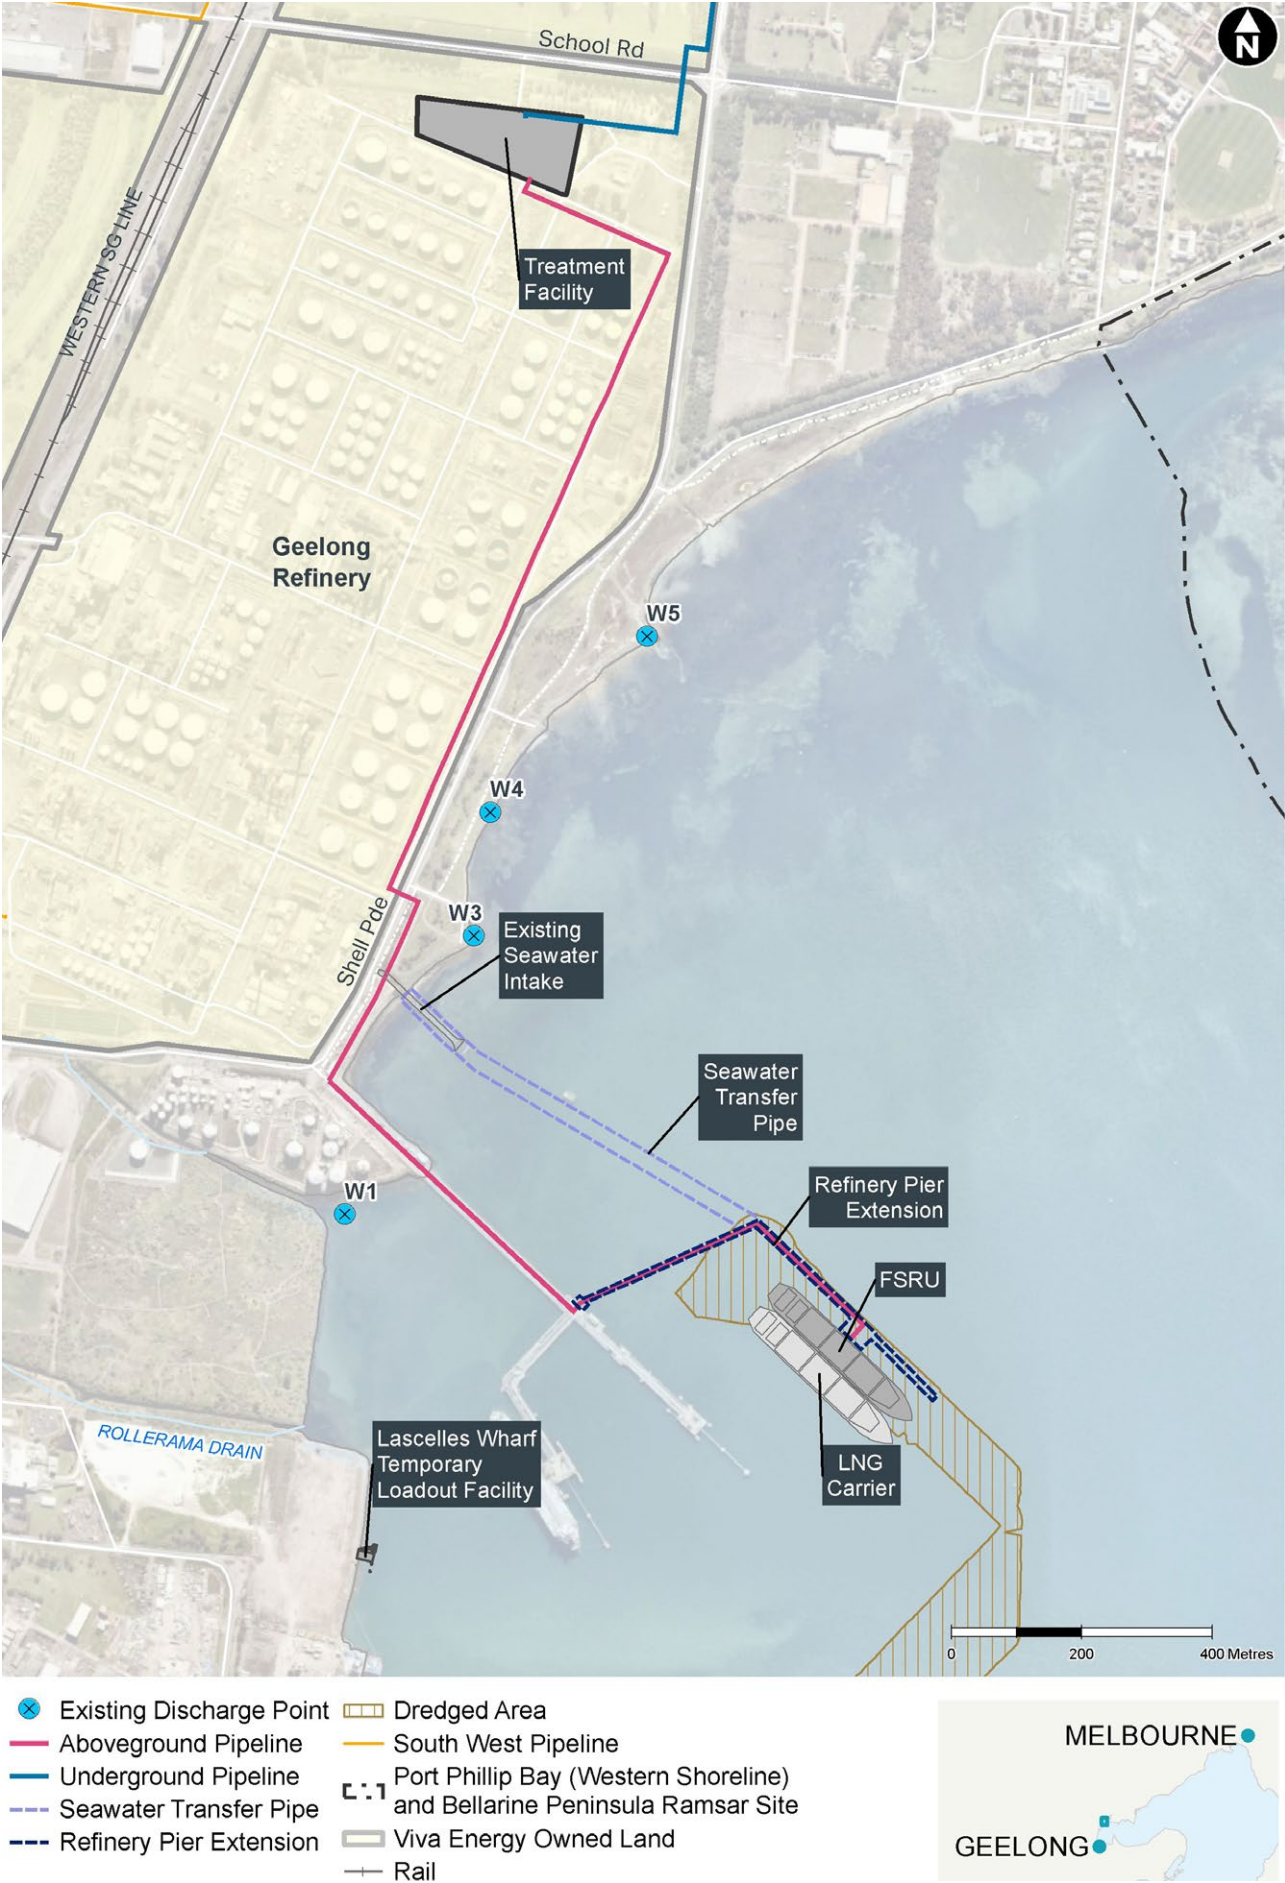 N
School Rd
WESTERN SG LINE
Treatment
Facility
Geelong
Refinery
W5
W4
W3
Existing
Seawater
Intake
Shell Pde
Seawater
Transfer
Pipe
Refinery Pier
Extension
W1
FSRU
LNG
Carrier
ROLLERAMA DRAIN
Lascelles Wharf
Temporary
Loadout Facility
0 200 400 Metres
Existing Discharge Point
Aboveground Pipeline
Underground Pipeline
Seawater Transfer Pipe
Refinery Pier Extension
Dredged Area
South West Pipeline
Port Phillip Bay (Western Shoreline)
and Bellarine Peninsula Ramsar Site
Viva Energy Owned Land
Rail
MELBOURNE
GEELONG